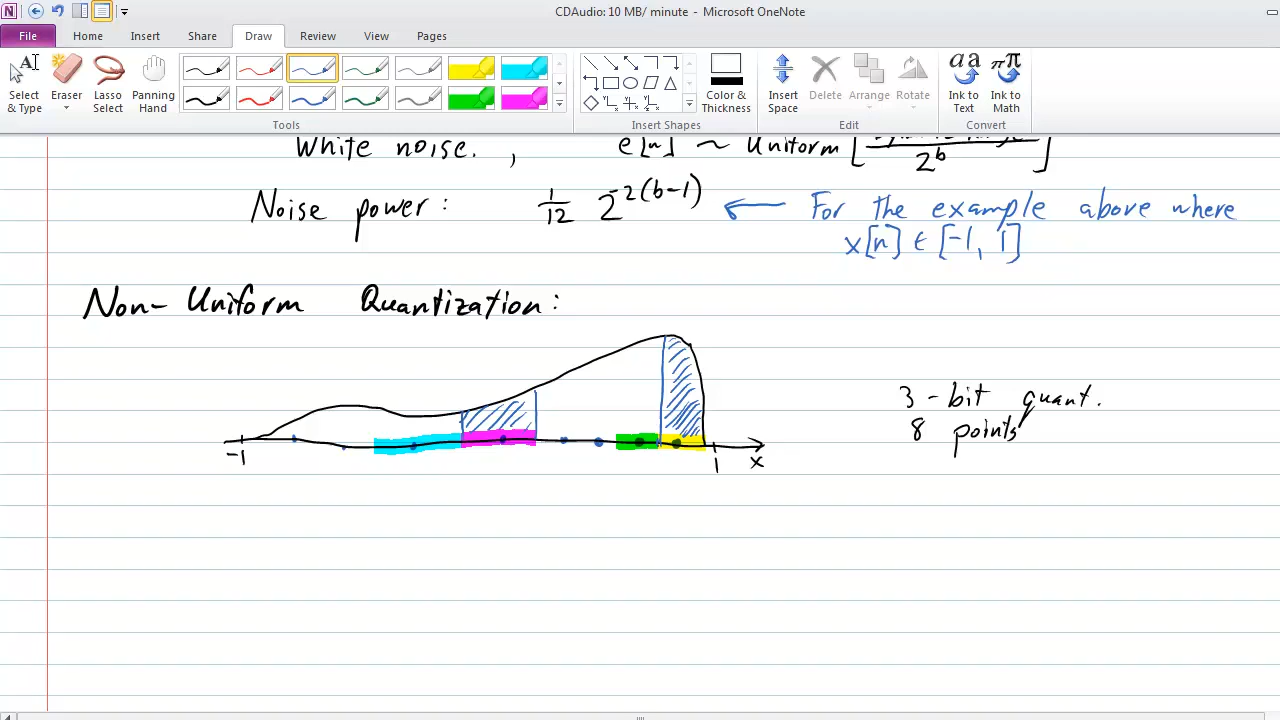 CDAudio: 10 MB/ minute - Microsoft OneNote
File Home Insert Share Draw Review View Pages
Select & Type Eraser Lasso Select Panning Hand Color & Thickness Insert Space Delete Arrange Rotate Ink to Text Ink to Math
Tools Insert Shapes Edit Convert
White noise. , e[n] ~ Uniform [ / 2^b ]
Noise power: 1/12 2^-2(b-1) ← For the example above where
x[n] ∈ [-1, 1]
Non-Uniform Quantization:
3-bit quant.
8 points
-1 1 x